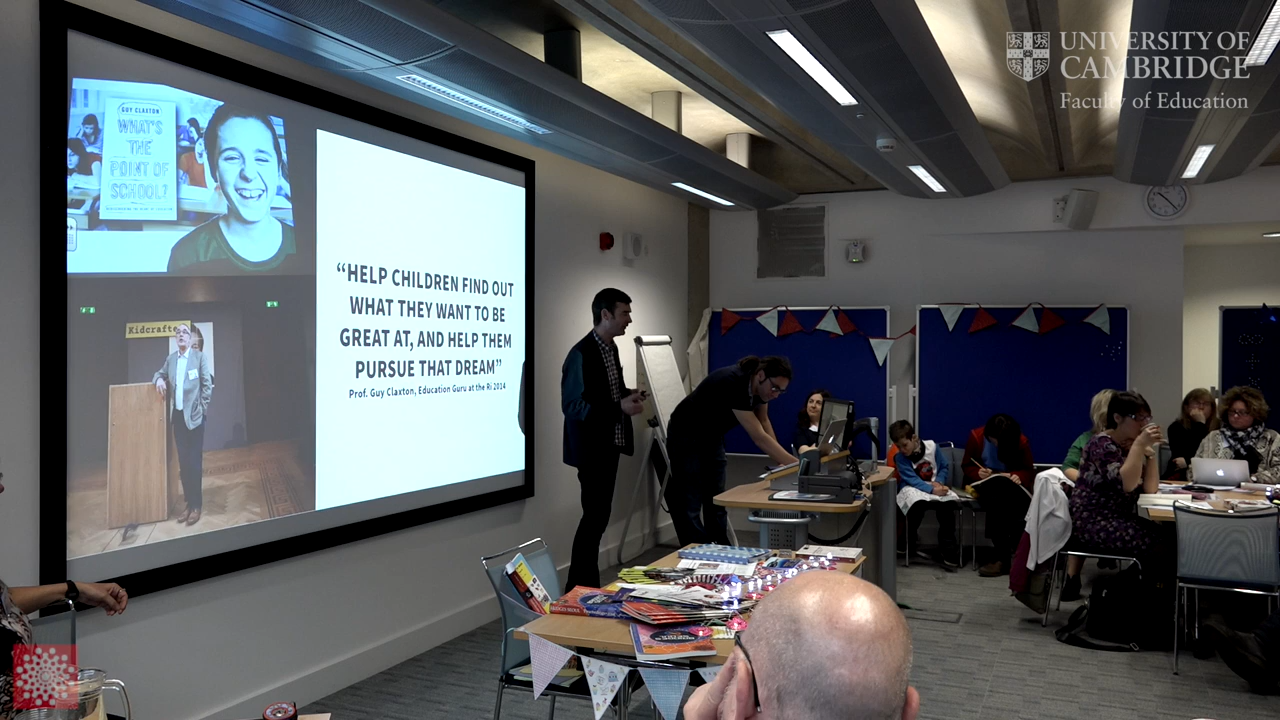 UNIVERSITY OF
CAMBRIDGE
Faculty of Education
GUY CLAXTON
WHAT'S
THE
POINT OF
SCHOOL?
Kidcrafte
“HELP CHILDREN FIND OUT
WHAT THEY WANT TO BE
GREAT AT, AND HELP THEM
PURSUE THAT DREAM”
Prof. Guy Claxton, Education Guru at the Ri 2014